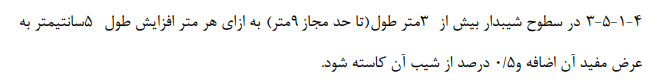 ۳-۵-۱-۴ در سطوح شیبدار بیش از ۳متر طول(تا حد مجاز ۹متر) به ازای هر متر افزایش طول ۵سانتیمتر به
عرض مفید آن اضافه و۰/۵ درصد از شیب آن کاسته شود.